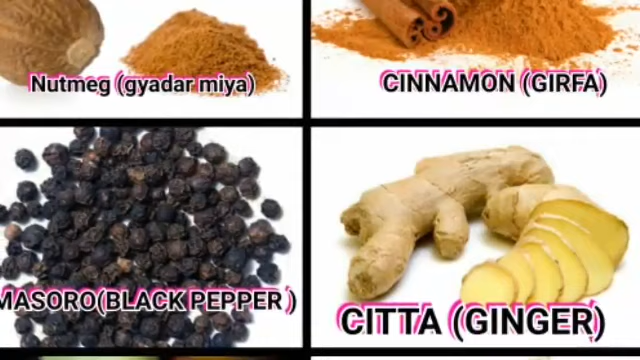 Nutmeg (gyadar miya)
CINNAMON (GIRFA)
MASORO(BLACK PEPPER )
CITTA (GINGER)